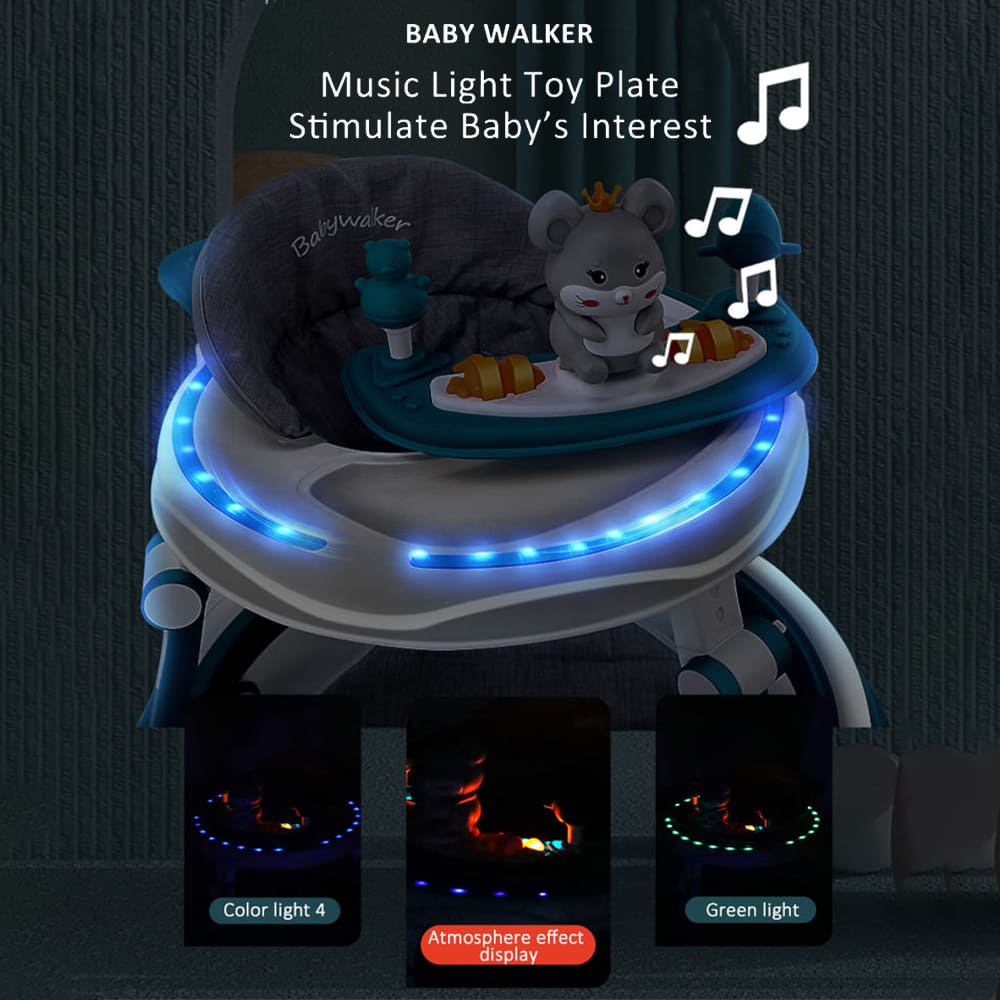 BABY WALKER
Music Light Toy Plate
Stimulate Baby's Interest
Babywalker
Color light 4
Atmosphere effect
display
Green light